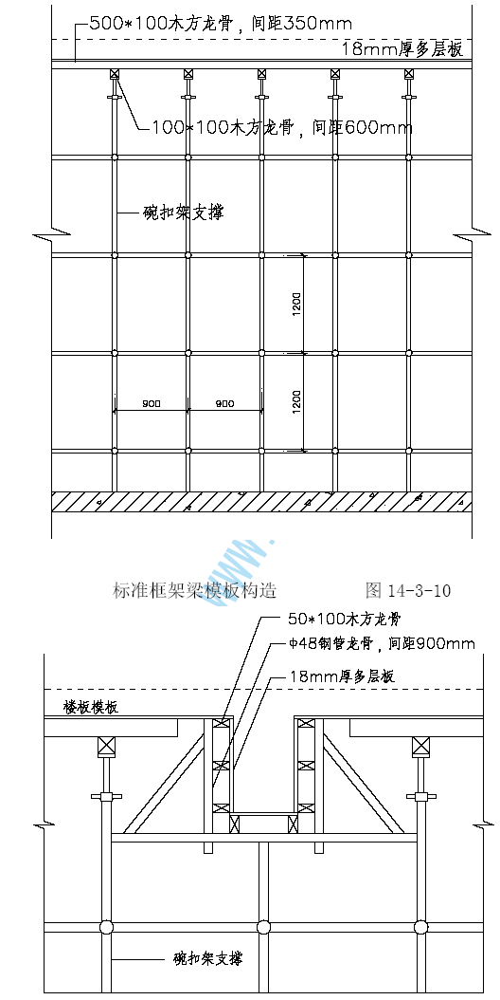 500*100木方龙骨，间距350mm
18mm厚多层板
100*100木方龙骨，间距600mm
碗扣架支撑
1200
900 900
1200
www.
标准框架梁模板构造 图 14-3-10
50*100木方龙骨
Φ48钢管龙骨，间距900mm
18mm厚多层板
楼板模板
碗扣架支撑